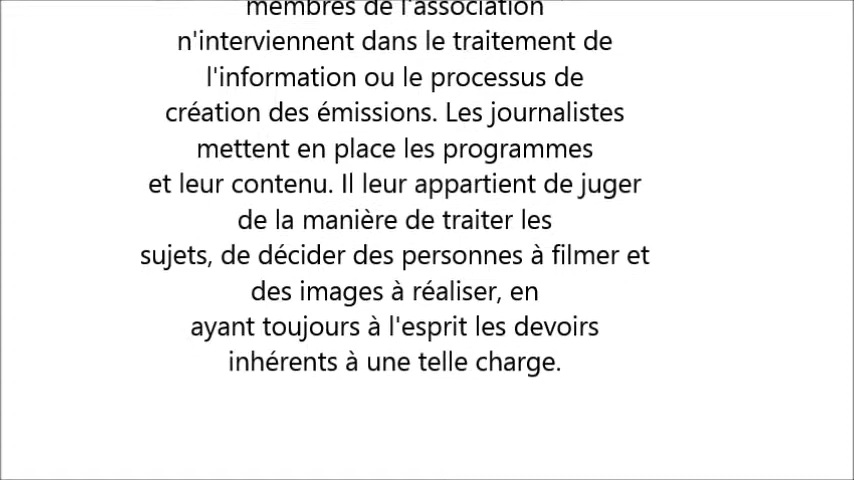 membres de l'association
n'interviennent dans le traitement de
l'information ou le processus de
création des émissions. Les journalistes
mettent en place les programmes
et leur contenu. Il leur appartient de juger
de la manière de traiter les
sujets, de décider des personnes à filmer et
des images à réaliser, en
ayant toujours à l'esprit les devoirs
inhérents à une telle charge.